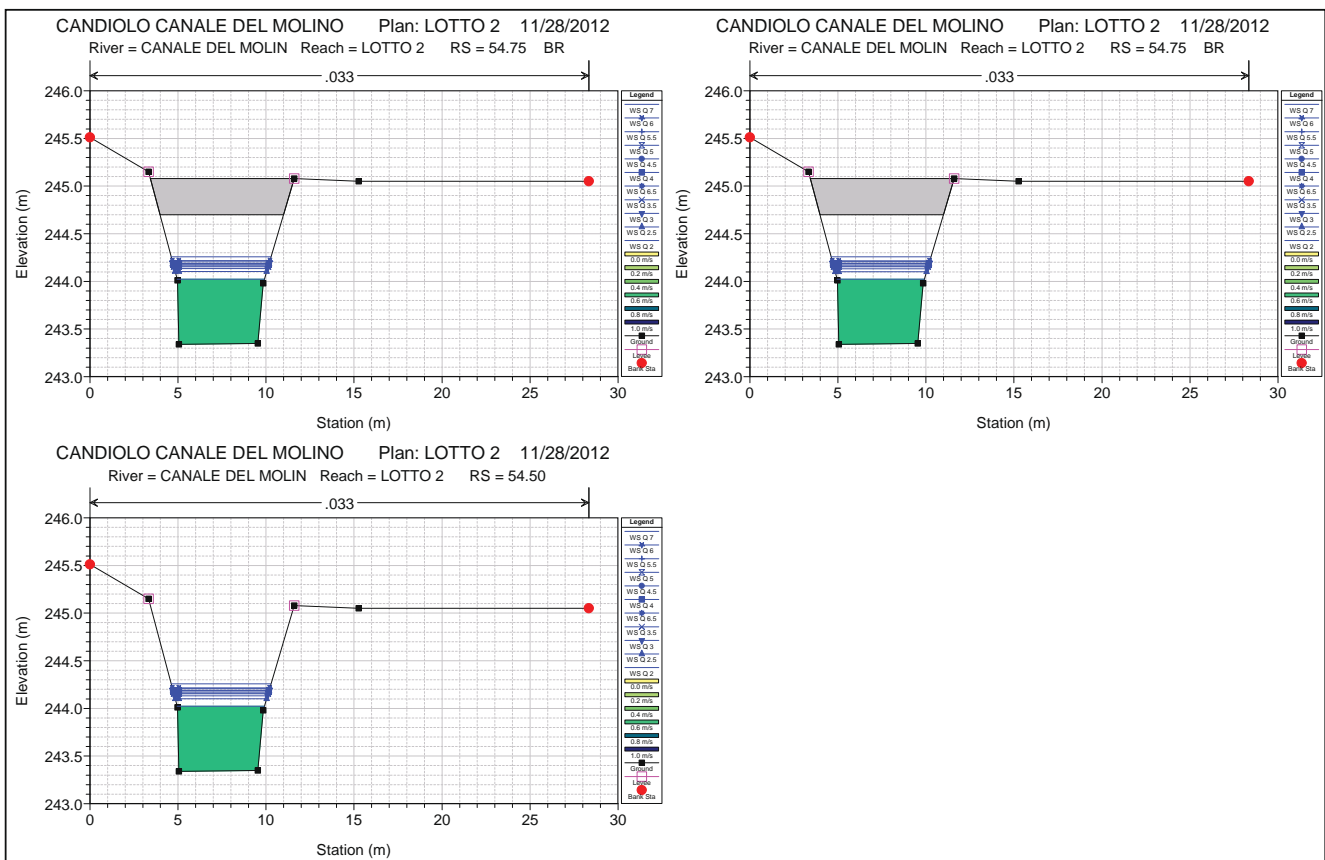 CANDIOLO CANALE DEL MOLINO Plan: LOTTO 2 11/28/2012
River = CANALE DEL MOLIN Reach = LOTTO 2 RS = 54.75 BR
.033
246.0
245.5
245.0
244.5
244.0
243.5
243.0
Elevation (m)
0 5 10 15 20 25 30
Station (m)
Legend
WS Q 7
WS Q 6
WS Q 5.5
WS Q 5
WS Q 4.5
WS Q 4
WS Q 6.5
WS Q 3.5
WS Q 3
WS Q 2.5
WS Q 2
0.0 m/s
0.2 m/s
0.4 m/s
0.6 m/s
0.8 m/s
1.0 m/s
Ground
Levee
Bank Sta
CANDIOLO CANALE DEL MOLINO Plan: LOTTO 2 11/28/2012
River = CANALE DEL MOLIN Reach = LOTTO 2 RS = 54.75 BR
.033
246.0
245.5
245.0
244.5
244.0
243.5
243.0
Elevation (m)
0 5 10 15 20 25 30
Station (m)
Legend
WS Q 7
WS Q 6
WS Q 5.5
WS Q 5
WS Q 4.5
WS Q 4
WS Q 6.5
WS Q 3.5
WS Q 3
WS Q 2.5
WS Q 2
0.0 m/s
0.2 m/s
0.4 m/s
0.6 m/s
0.8 m/s
1.0 m/s
Ground
Levee
Bank Sta
CANDIOLO CANALE DEL MOLINO Plan: LOTTO 2 11/28/2012
River = CANALE DEL MOLIN Reach = LOTTO 2 RS = 54.50
.033
246.0
245.5
245.0
244.5
244.0
243.5
243.0
Elevation (m)
0 5 10 15 20 25 30
Station (m)
Legend
WS Q 7
WS Q 6
WS Q 5.5
WS Q 5
WS Q 4.5
WS Q 4
WS Q 6.5
WS Q 3.5
WS Q 3
WS Q 2.5
WS Q 2
0.0 m/s
0.2 m/s
0.4 m/s
0.6 m/s
0.8 m/s
1.0 m/s
Ground
Levee
Bank Sta